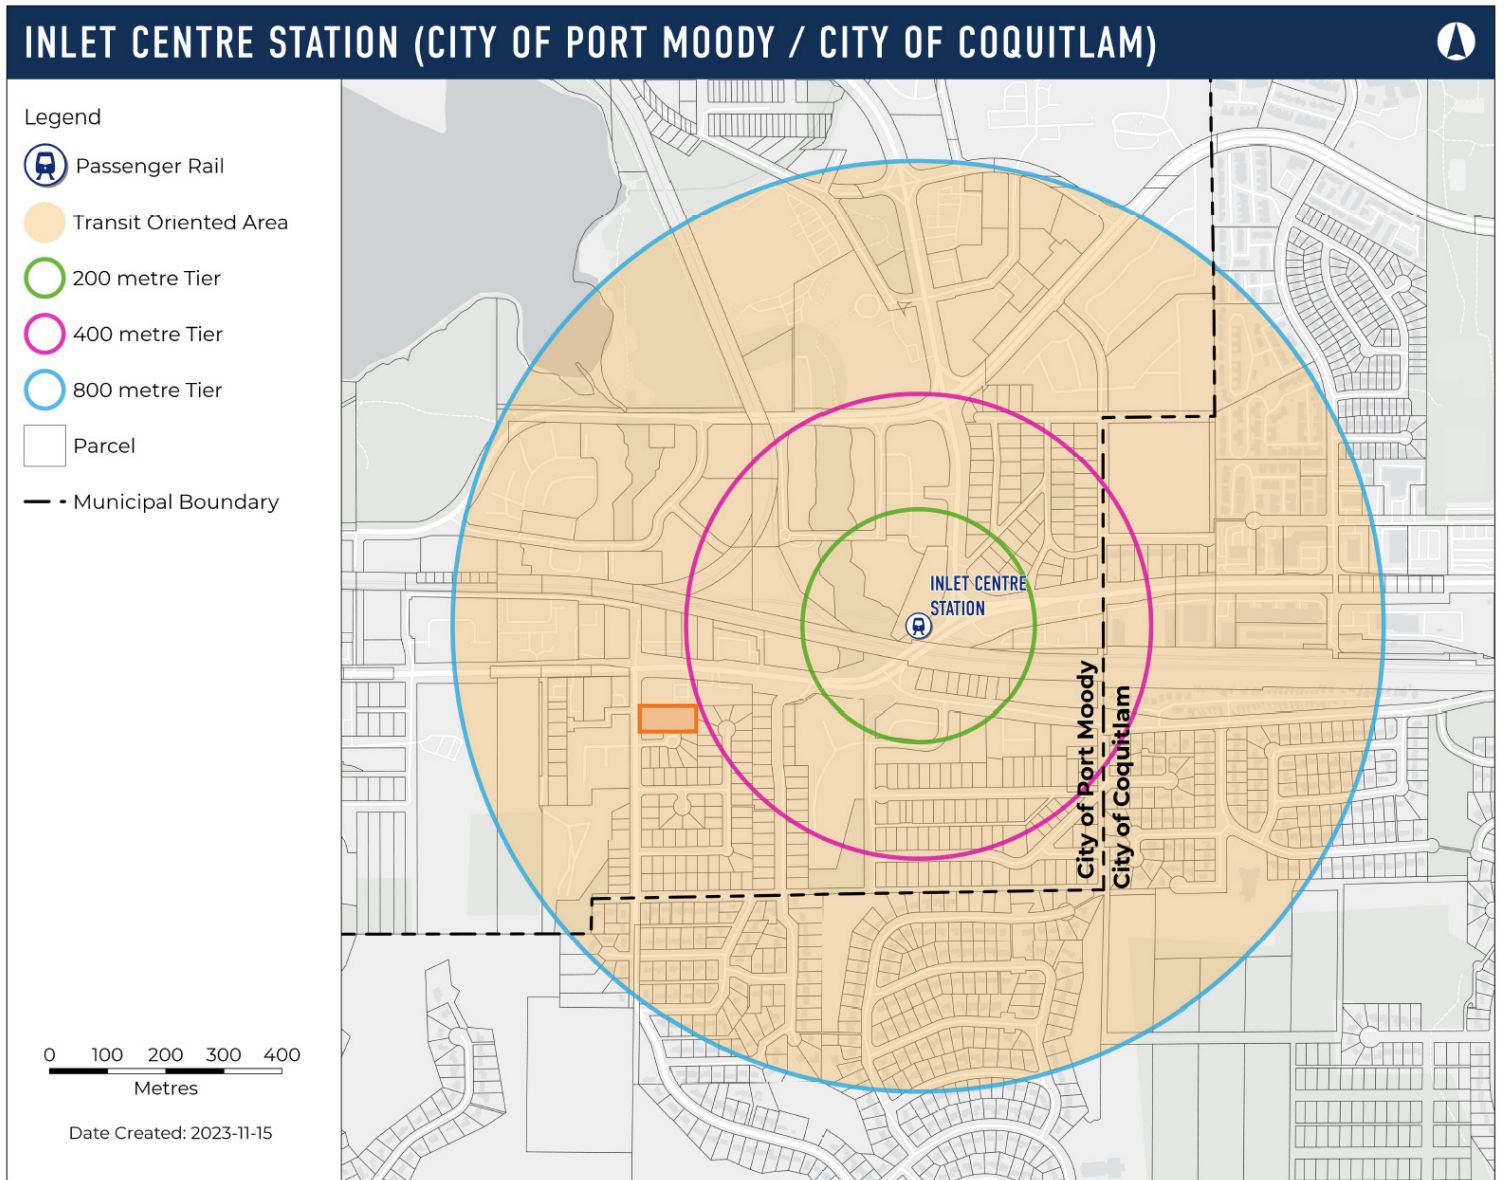 INLET CENTRE STATION (CITY OF PORT MOODY / CITY OF COQUITLAM)
Legend
Passenger Rail
Transit Oriented Area
200 metre Tier
400 metre Tier
800 metre Tier
Parcel
Municipal Boundary
INLET CENTRE
STATION
City of Port Moody
City of Coquitlam
0 100 200 300 400
Metres
Date Created: 2023-11-15